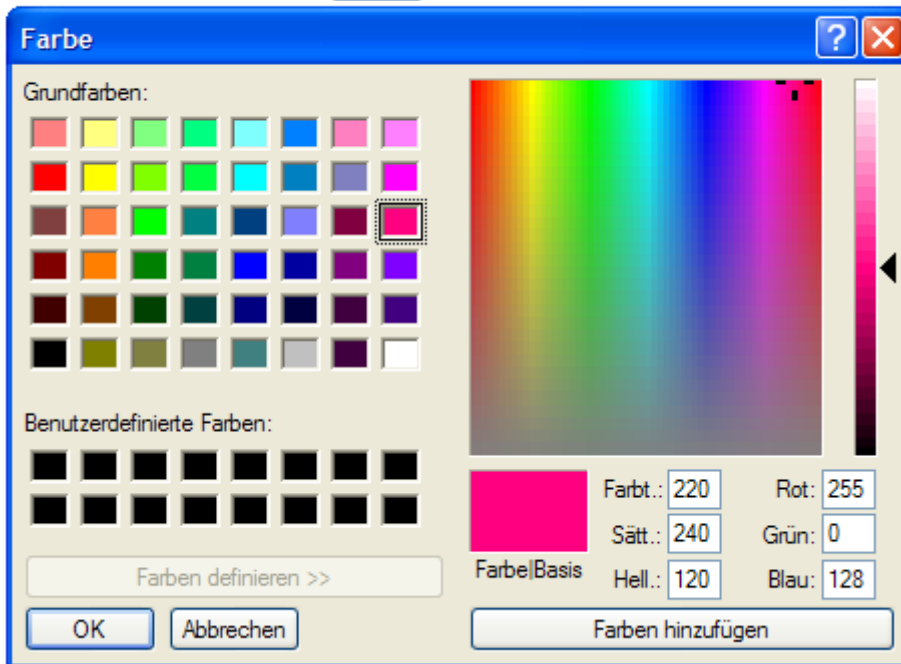 Farbe
Grundfarben:
Benutzerdefinierte Farben:
Farben definieren >>
OK Abbrechen
Farbe|Basis
Farbt.: 220 Rot: 255
Sätt.: 240 Grün: 0
Hell.: 120 Blau: 128
Farben hinzufügen